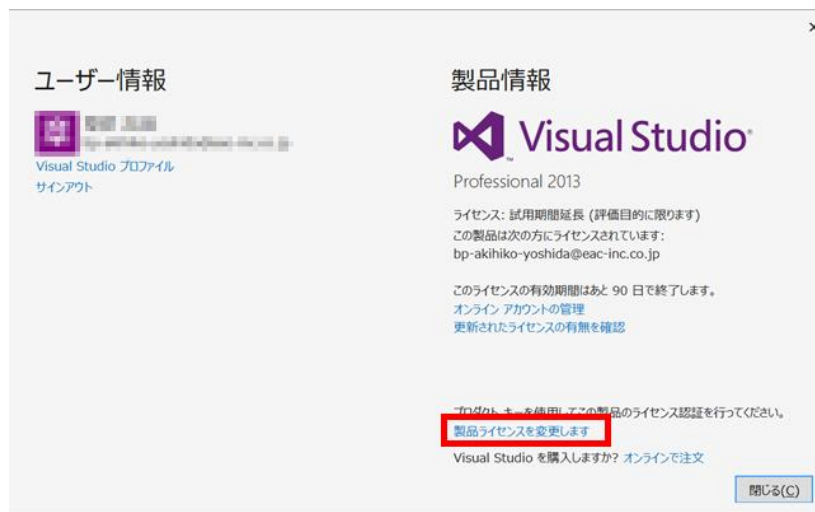 ユーザー情報
Visual Studio プロファイル
サインアウト
製品情報
Visual Studio
Professional 2013
ライセンス: 試用期間延長 (評価目的に限ります)
この製品は次の方にライセンスされています:
bp-akihiko-yoshida@eac-inc.co.jp
このライセンスの有効期間はあと 90 日で終了します。
オンライン アカウントの管理
更新されたライセンスの有無を確認
プロダクト キーを使用してこの製品のライセンス認証を行ってください。
製品ライセンスを変更します
Visual Studio を購入しますか? オンラインで注文
閉じる(C)